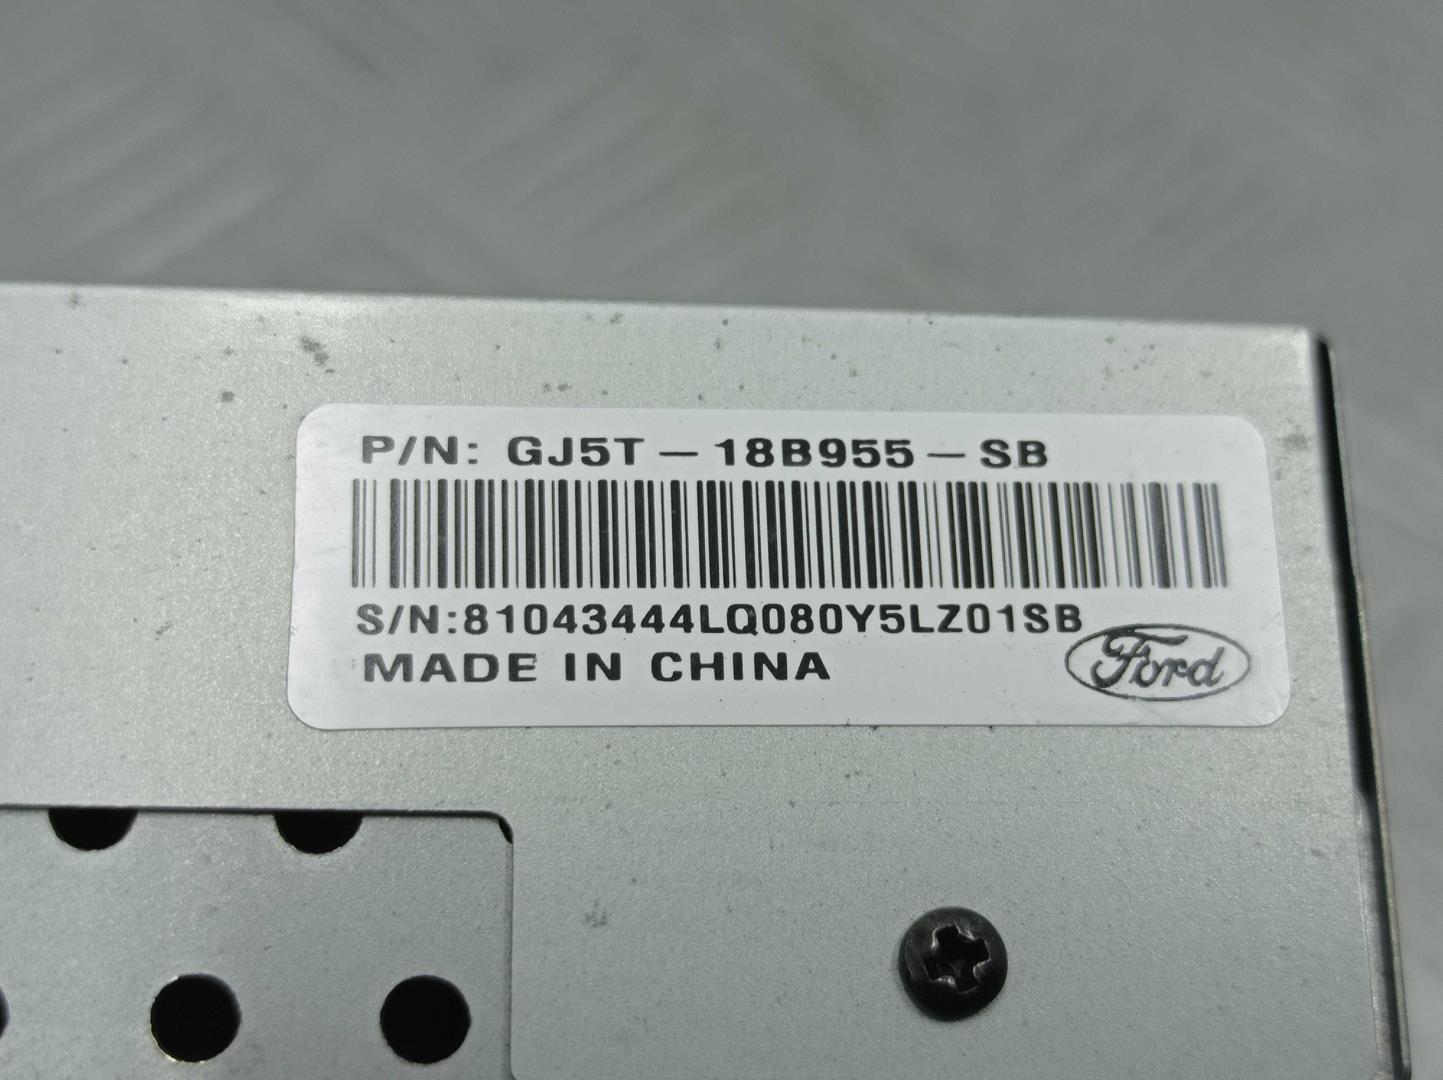 P/N: GJ5T-18B955-SB
S/N:81043444LQ080Y5LZ01SB
MADE IN CHINA
Ford